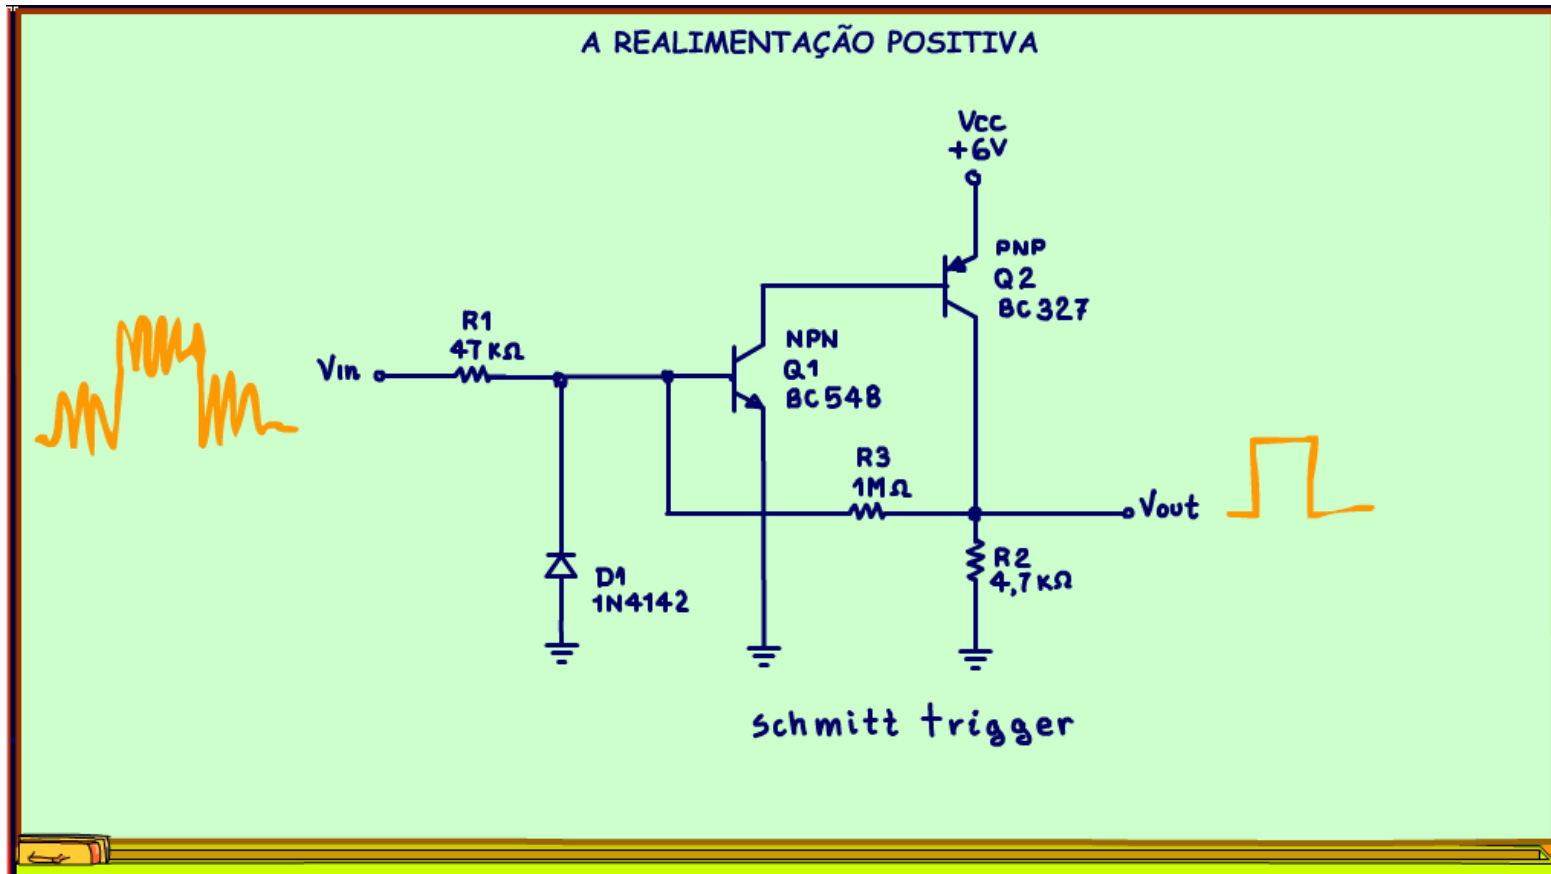 A REALIMENTAÇÃO POSITIVA
Vcc
+6V
PNP
Q2
BC327
R1
47KΩ
Vin
NPN
Q1
BC548
R3
1MΩ
Vout
D1
1N4142
R2
4,7KΩ
schmitt trigger